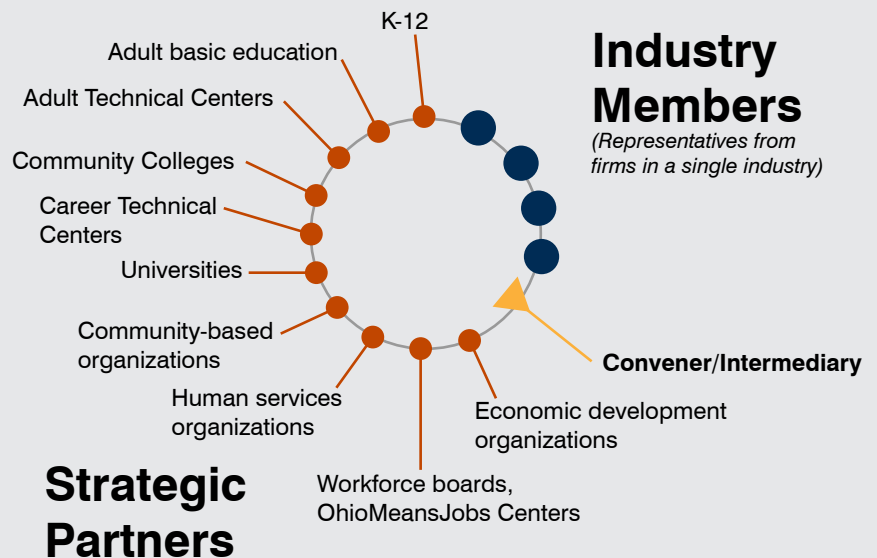 K-12
Adult basic education
Adult Technical Centers
Community Colleges
Career Technical
Centers
Universities
Community-based
organizations
Human services
organizations
Workforce boards,
OhioMeansJobs Centers
Economic development
organizations
Convener/Intermediary
Industry
Members
(Representatives from
firms in a single industry)
Strategic
Partners